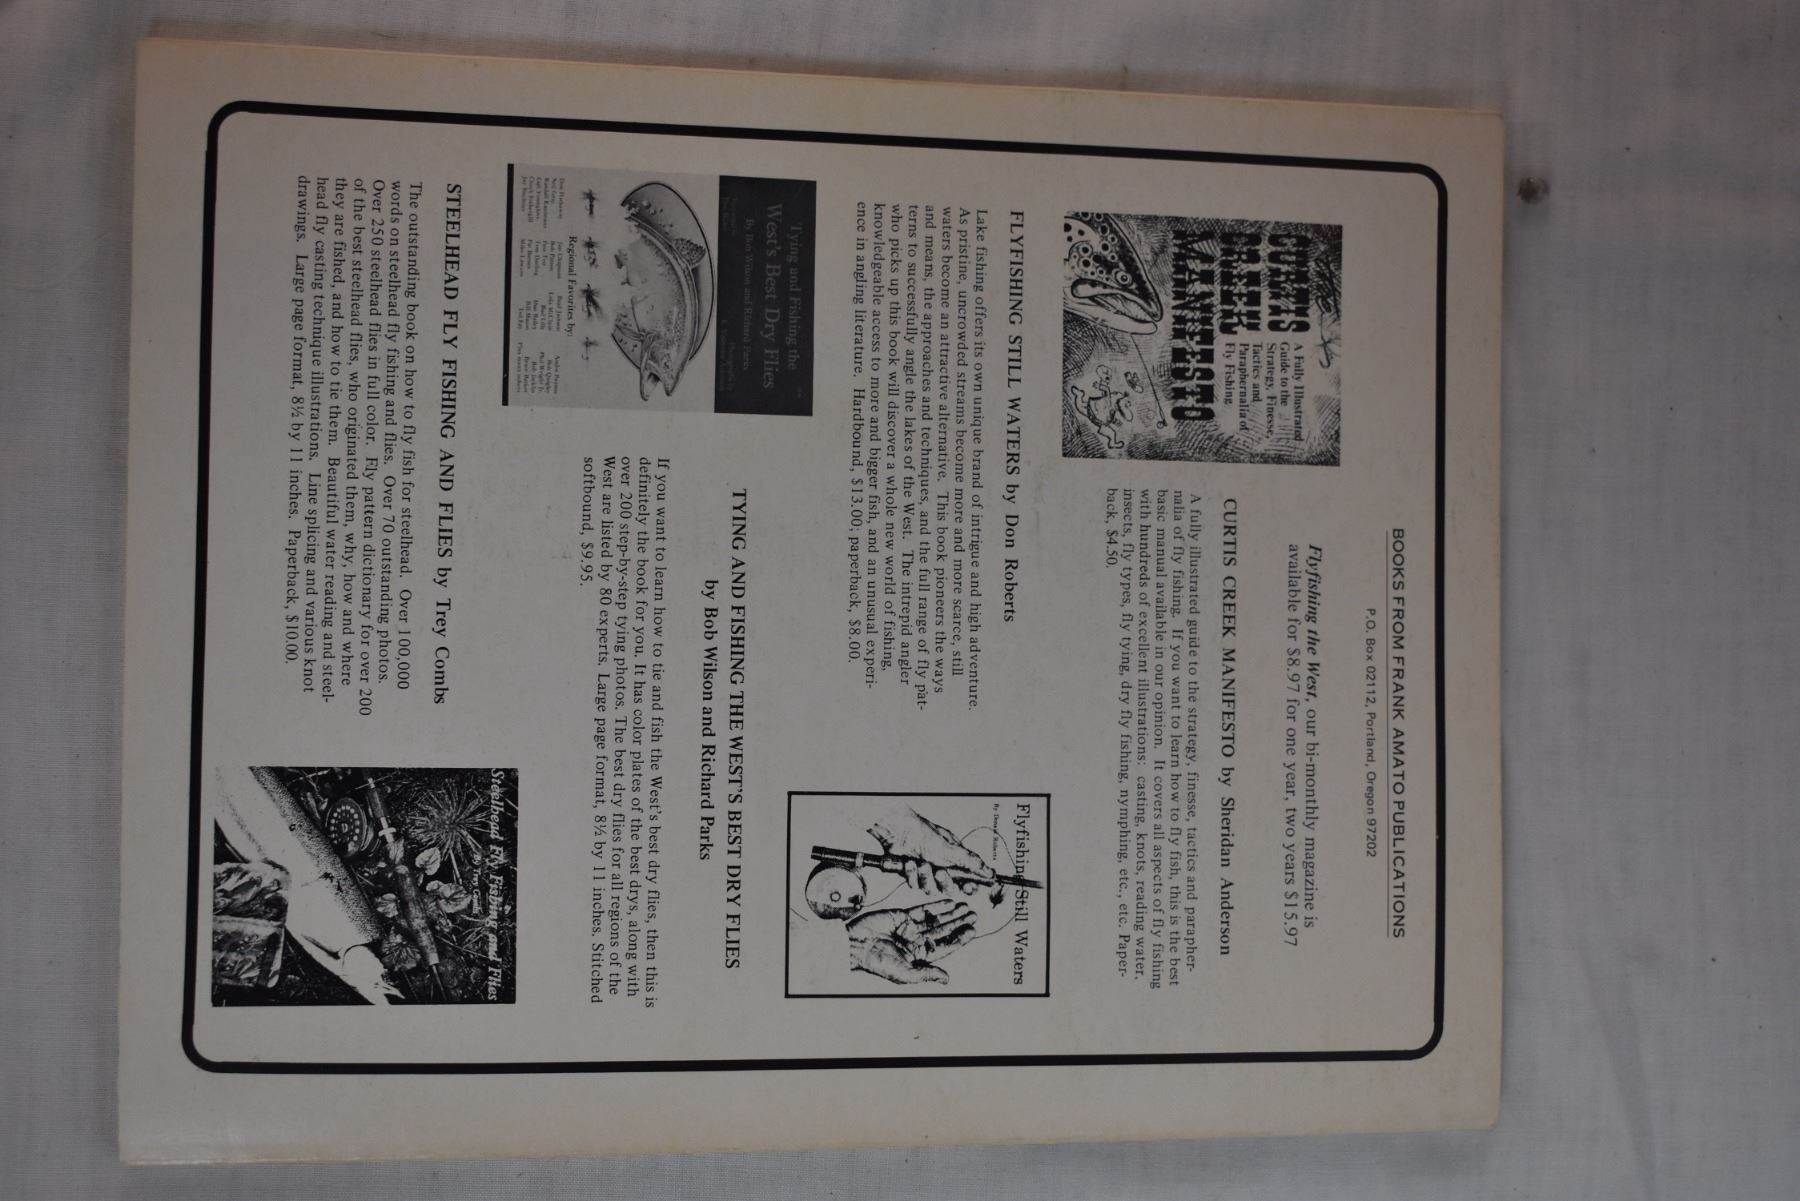 BOOKS FROM FRANK AMATO PUBLICATIONS
P.O. Box 02112, Portland, Oregon 97202
Flyfishing the West, our bi-monthly magazine is
available for $8.97 for one year, two years $15.97
CURTIS
CREEK
MANIFESTO
A Fully Illustrated
Guide to the
Strategy, Finesse,
Tactics and
Paraphernalia of
Fly Fishing
CURTIS CREEK MANIFESTO by Sheridan Anderson
A fully illustrated guide to the strategy, finesse, tactics and parapher-
nalia of fly fishing. If you want to learn how to fly fish, this is the best
basic manual available in our opinion. It covers all aspects of fly fishing
with hundreds of excellent illustrations: casting, knots, reading water,
insects, fly types, fly tying, dry fly fishing, nymphing, etc., etc. Paper-
back, $4.50.
FLYFISHING STILL WATERS by Don Roberts
Lake fishing offers its own unique brand of intrigue and high adventure.
As pristine, uncrowded streams become more and more scarce, still
waters become an attractive alternative. This book pioneers the ways
and means, the approaches and techniques, and the full range of fly pat-
terns to successfully angle the lakes of the West. The intrepid angler
who picks up this book will discover a whole new world of fishing,
knowledgeable access to more and bigger fish, and an unusual experi-
ence in angling literature. Hardbound, $13.00; paperback, $8.00.
Flyfishing Still Waters
By Donald Roberts
Tying and Fishing the
West's Best Dry Flies
By Bob Wilson and Richard Parks
Regional Favorites by:
TYING AND FISHING THE WEST'S BEST DRY FLIES
by Bob Wilson and Richard Parks
If you want to learn how to tie and fish the West's best dry flies, then this is
definitely the book for you. It has color plates of the best drys, along with
over 200 step-by-step tying photos. The best dry flies for all regions of the
West are listed by 80 experts. Large page format, 8½ by 11 inches. Stitched
softbound, $9.95.
STEELHEAD FLY FISHING AND FLIES by Trey Combs
The outstanding book on how to fly fish for steelhead. Over 100,000
words on steelhead fly fishing and flies. Over 70 outstanding photos.
Over 250 steelhead flies in full color. Fly pattern dictionary for over 200
of the best steelhead flies, who originated them, why, how and where
they are fished, and how to tie them. Beautiful water reading and steel-
head fly casting technique illustrations. Line splicing and various knot
drawings. Large page format, 8½ by 11 inches. Paperback, $10.00.
Steelhead Fly Fishing and Flies
By Trey Combs